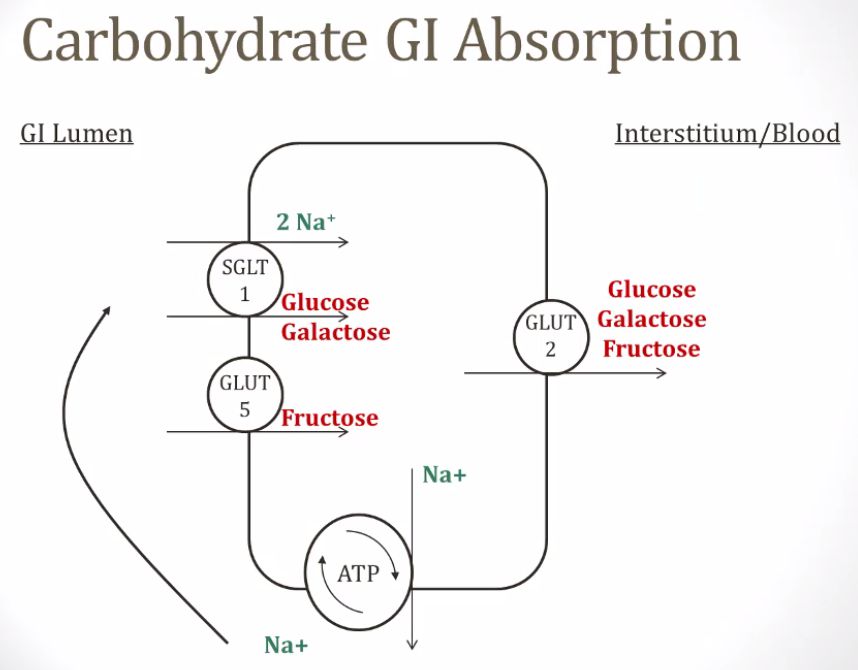 Carbohydrate GI Absorption
GI Lumen
Interstitium/Blood
2 Na⁺
SGLT
1
Glucose
Galactose
GLUT
5
Fructose
GLUT
2
Glucose
Galactose
Fructose
Na+
ATP
Na+